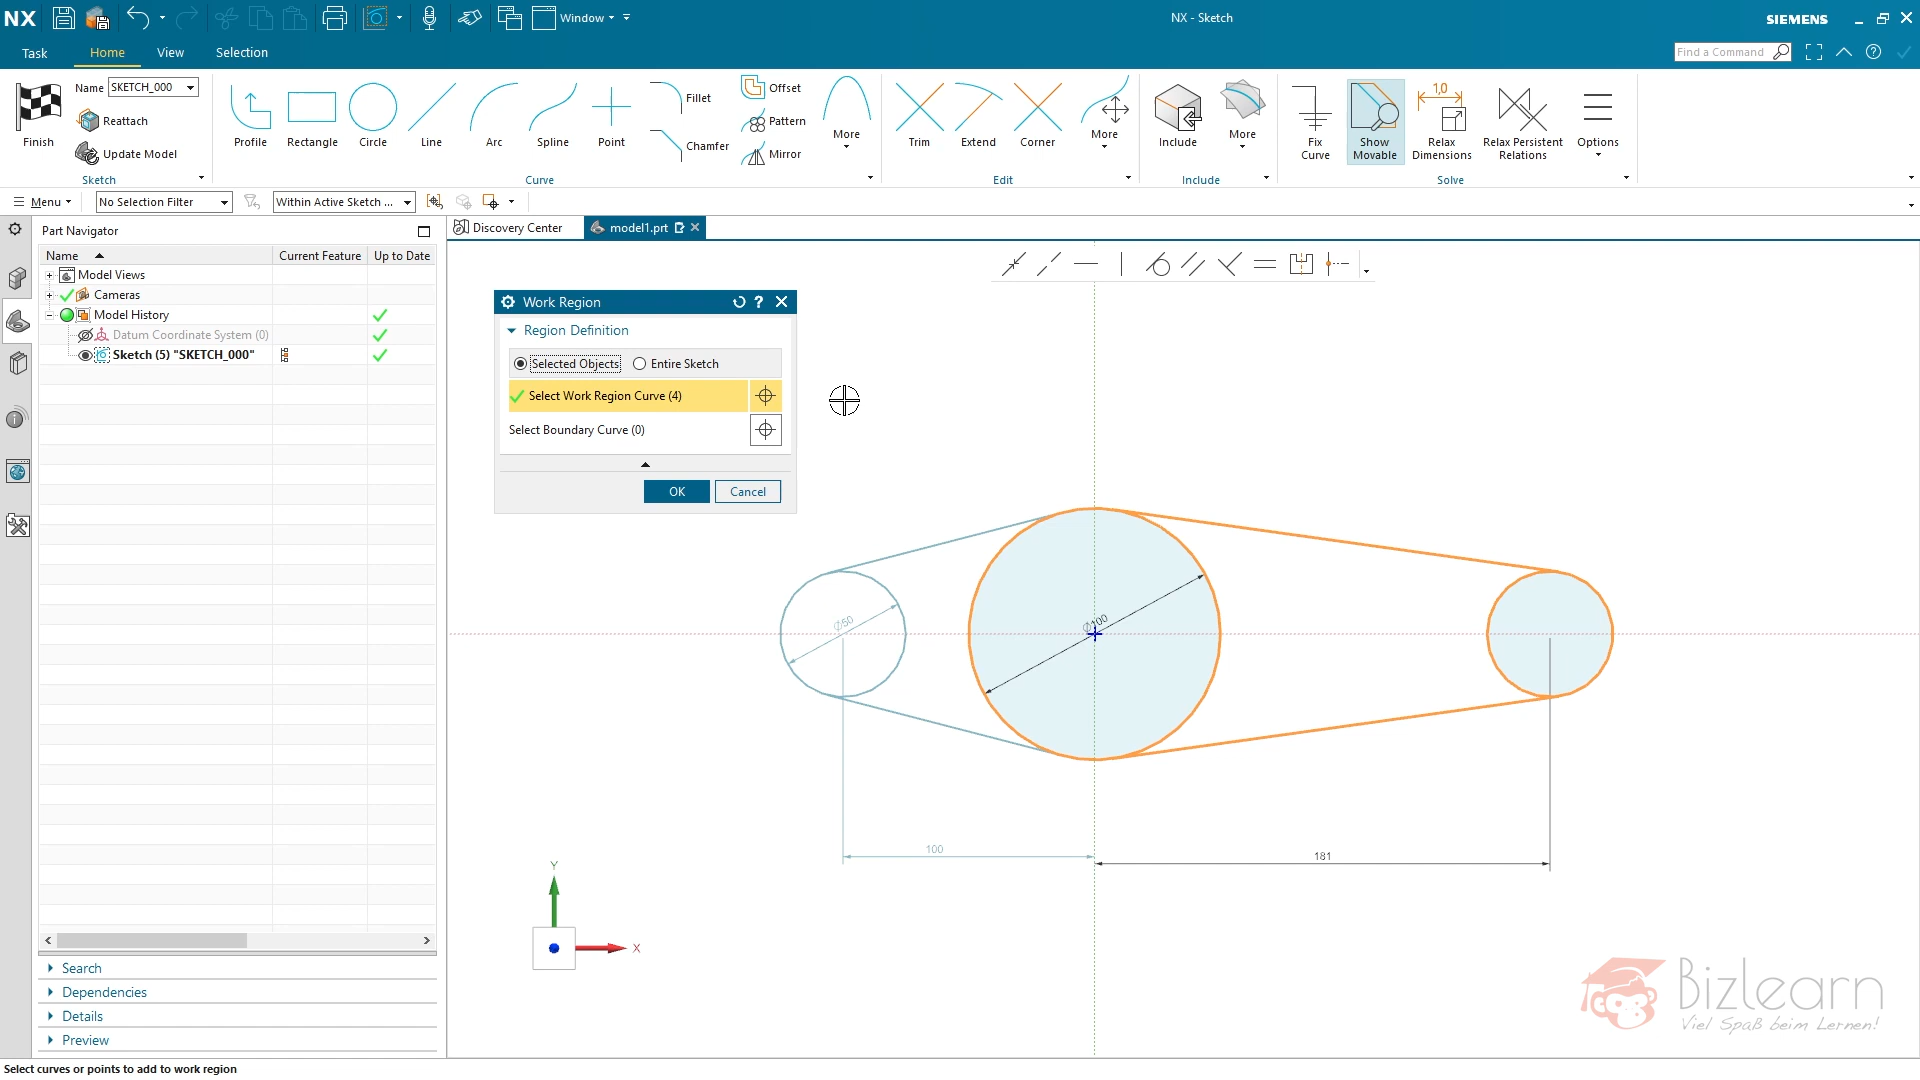 NX
Window
NX - Sketch
SIEMENS
Task
Home
View
Selection
Find a Command
Name
SKETCH_000
Reattach
Update Model
Finish
Sketch
Profile
Rectangle
Circle
Line
Arc
Spline
Point
Fillet
Chamfer
Offset
Pattern
Mirror
More
Curve
Trim
Extend
Corner
More
Edit
Include
More
Include
Fix Curve
Show Movable
1,0
Relax Dimensions
Relax Persistent Relations
Options
Solve
Menu
No Selection Filter
Within Active Sketch ...
Part Navigator
Discovery Center
model1.prt
Name
Current Feature
Up to Date
Model Views
Cameras
Model History
Datum Coordinate System (0)
Sketch (5) "SKETCH_000"
Work Region
Region Definition
Selected Objects
Entire Sketch
Select Work Region Curve (4)
Select Boundary Curve (0)
OK
Cancel
Ø50
Ø100
100
181
Y
X
Search
Dependencies
Details
Preview
Bizlearn
Viel Spaß beim Lernen!
Select curves or points to add to work region